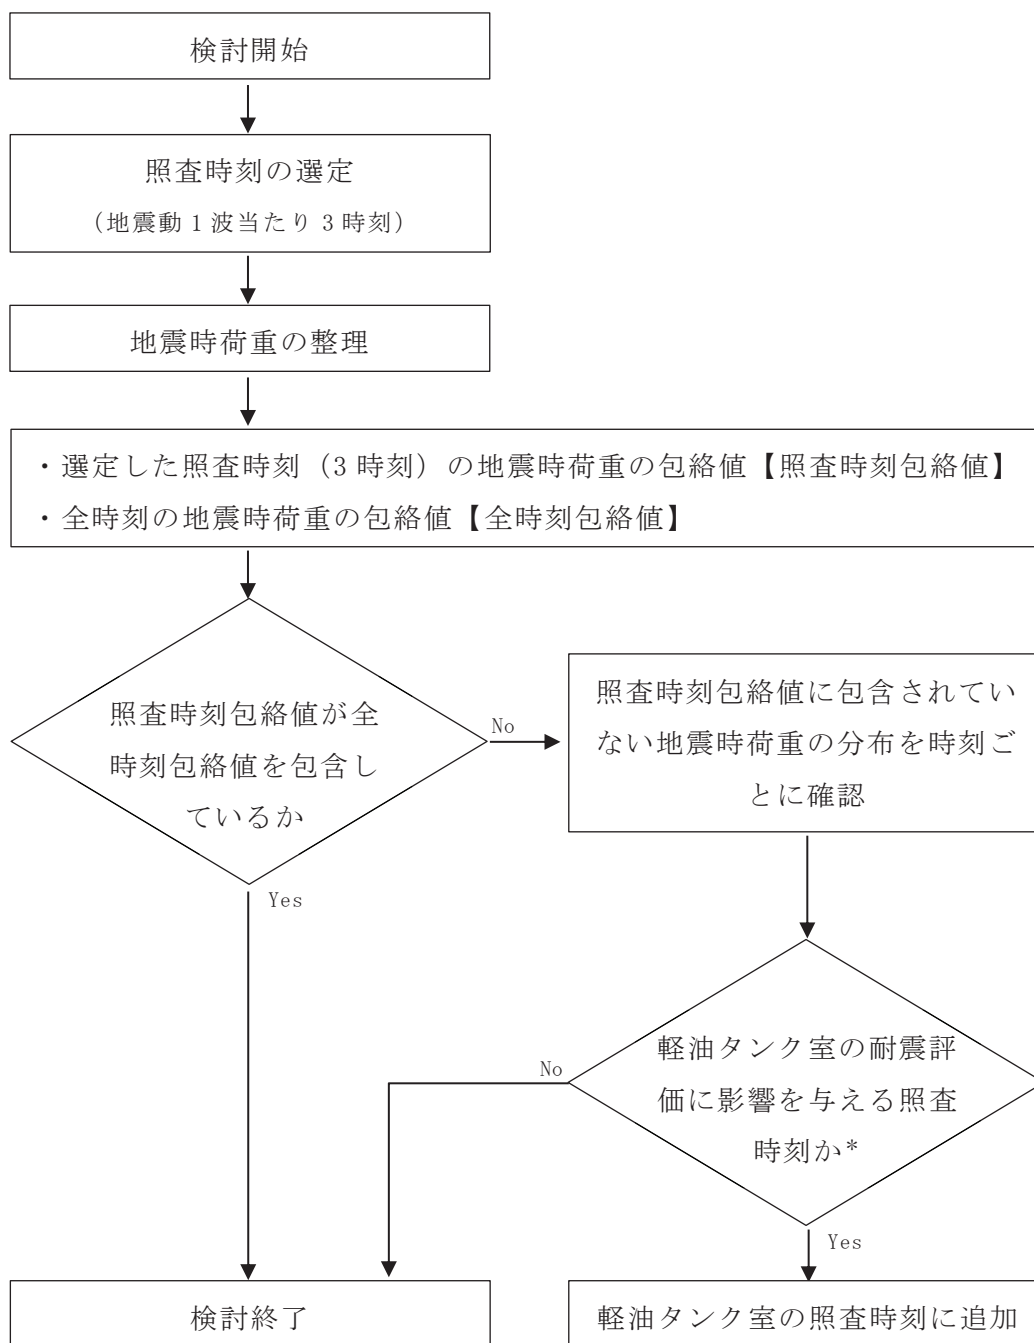 検討開始
照査時刻の選定
（地震動1波当たり3時刻）
地震時荷重の整理
・選定した照査時刻（3時刻）の地震時荷重の包絡値【照査時刻包絡値】
・全時刻の地震時荷重の包絡値【全時刻包絡値】
照査時刻包絡値が全
時刻包絡値を包含し
ているか
No
照査時刻包絡値に包含されてい
ない地震時荷重の分布を時刻ご
とに確認
Yes
軽油タンク室の耐震評
価に影響を与える照査
時刻か*
No
Yes
検討終了
軽油タンク室の照査時刻に追加